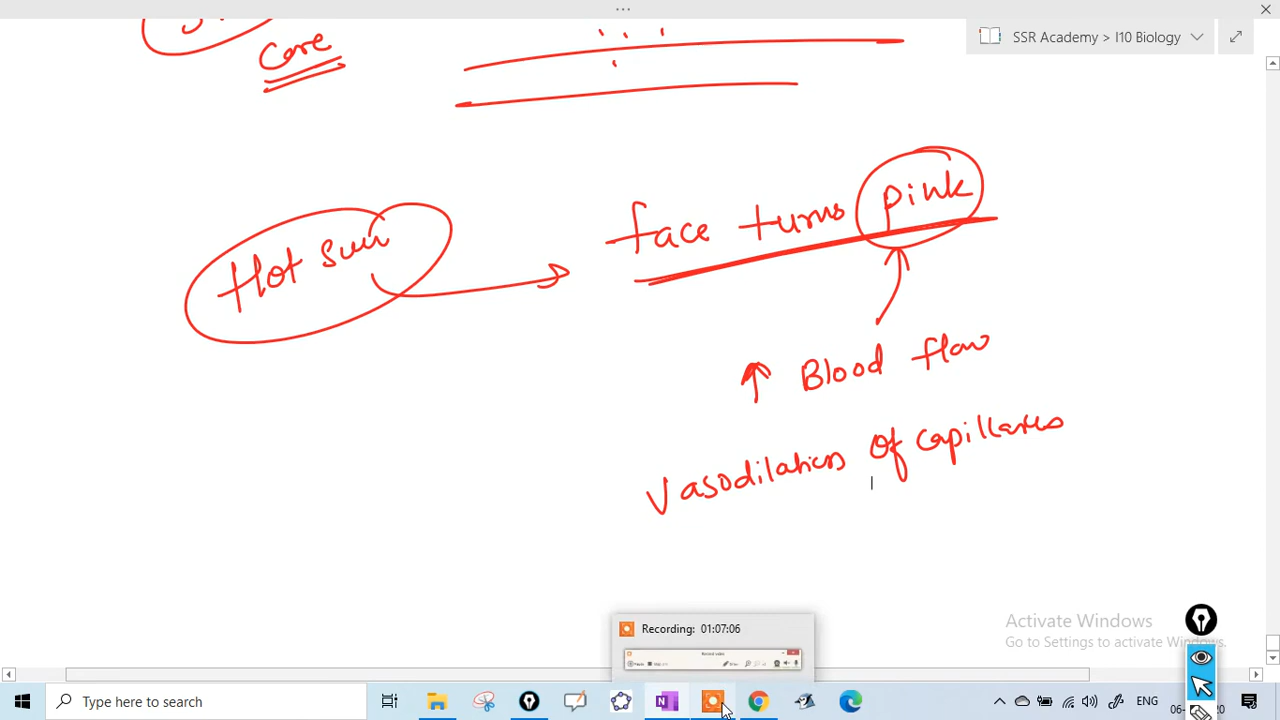 SSR Academy > I10 Biology
Core
Hot sun
face turns pink
↑ Blood flow
Vasodilation of capillaries
Recording: 01:07:06
Activate Windows
Go to Settings to activate Windows.
Type here to search
ENG